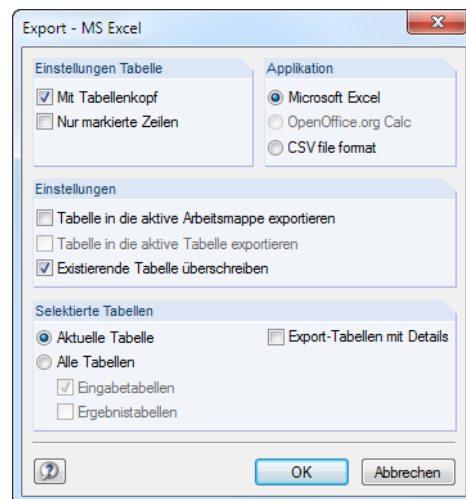 Export - MS Excel
Einstellungen Tabelle
Mit Tabellenkopf
Nur markierte Zeilen
Applikation
Microsoft Excel
OpenOffice.org Calc
CSV file format
Einstellungen
Tabelle in die aktive Arbeitsmappe exportieren
Tabelle in die aktive Tabelle exportieren
Existierende Tabelle überschreiben
Selektierte Tabellen
Aktuelle Tabelle
Export-Tabellen mit Details
Alle Tabellen
Eingabetabellen
Ergebnistabellen
OK
Abbrechen